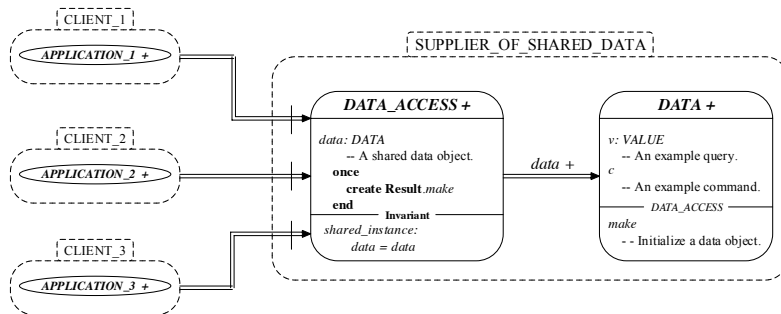 CLIENT_1
APPLICATION_1 +
CLIENT_2
APPLICATION_2 +
CLIENT_3
APPLICATION_3 +
SUPPLIER_OF_SHARED_DATA
DATA_ACCESS +
data: DATA
-- A shared data object.
once
create Result.make
end
Invariant
shared_instance:
data = data
data +
DATA +
v: VALUE
-- An example query.
c
-- An example command.
DATA_ACCESS
make
- - Initialize a data object.